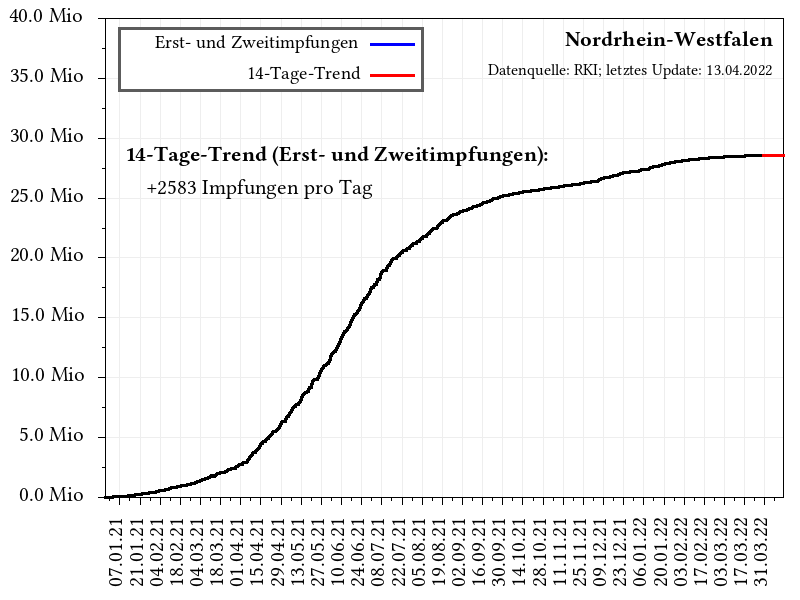 40.0 Mio
35.0 Mio
30.0 Mio
25.0 Mio
20.0 Mio
15.0 Mio
10.0 Mio
5.0 Mio
0.0 Mio
Erst- und Zweitimpfungen
14-Tage-Trend
Nordrhein-Westfalen
Datenquelle: RKI; letztes Update: 13.04.2022
14-Tage-Trend (Erst- und Zweitimpfungen):
+2583 Impfungen pro Tag
07.01.21
21.01.21
04.02.21
18.02.21
04.03.21
18.03.21
01.04.21
15.04.21
29.04.21
13.05.21
27.05.21
10.06.21
24.06.21
08.07.21
22.07.21
05.08.21
19.08.21
02.09.21
16.09.21
30.09.21
14.10.21
28.10.21
11.11.21
25.11.21
09.12.21
23.12.21
06.01.22
20.01.22
03.02.22
17.02.22
03.03.22
17.03.22
31.03.22